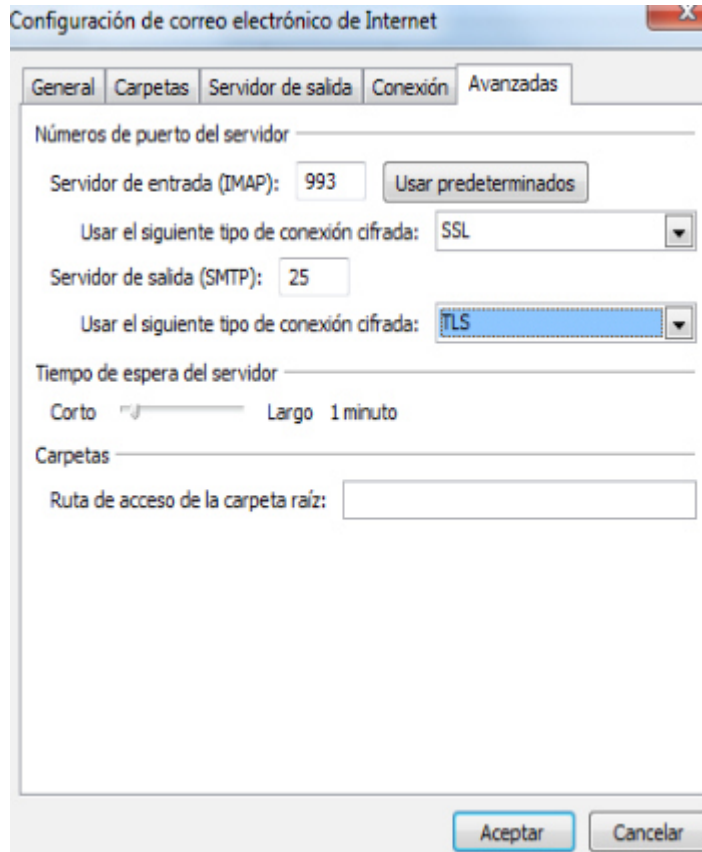 Configuración de correo electrónico de Internet
General Carpetas Servidor de salida Conexión Avanzadas
Números de puerto del servidor
Servidor de entrada (IMAP): 993 Usar predeterminados
Usar el siguiente tipo de conexión cifrada: SSL
Servidor de salida (SMTP): 25
Usar el siguiente tipo de conexión cifrada: TLS
Tiempo de espera del servidor
Corto Largo 1 minuto
Carpetas
Ruta de acceso de la carpeta raíz:
Aceptar Cancelar